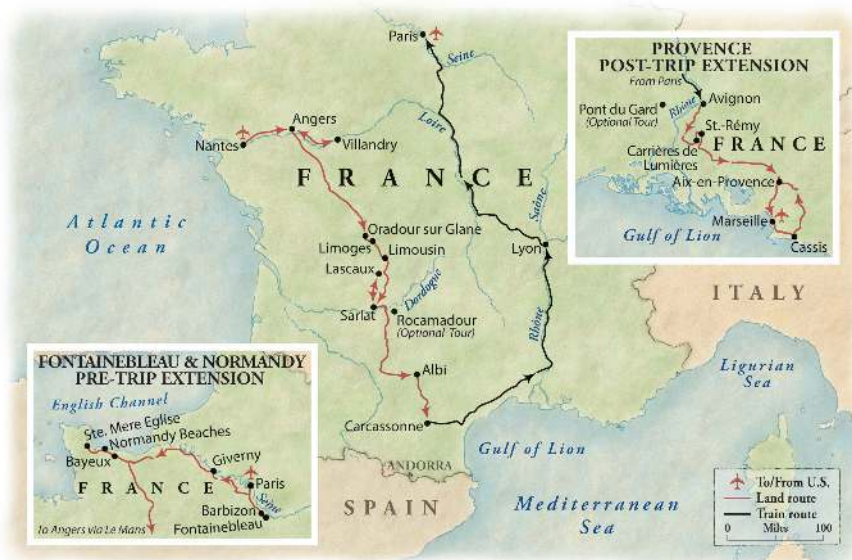 Paris
Seine
Angers
Loire
Nantes
Villandry
FRANCE
Saône
Atlantic
Ocean
Oradour sur Glane
Limoges
Limousin
Lyon
Lascaux
Dordogne
Sarlat
Rocamadour
(Optional Tour)
Rhône
ITALY
Albi
Ligurian
Sea
Carcassonne
Gulf of Lion
ANDORRA
SPAIN
Mediterranean
Sea
PROVENCE
POST-TRIP EXTENSION
From Paris
Avignon
Pont du Gard
(Optional Tour)
Rhône
St.-Rémy
FRANCE
Carrières de
Lumières
Aix-en-Provence
Marseille
Gulf of Lion
Cassis
FONTAINEBLEAU & NORMANDY
PRE-TRIP EXTENSION
English Channel
Ste. Mere Eglise
Normandy Beaches
Bayeux
Giverny
FRANCE
Paris
Seine
Barbizon
Fontainebleau
To Angers via Le Mans
To/From U.S.
Land route
Train route
0 Miles 100